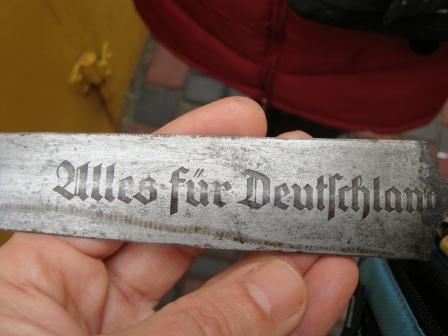 Alles für Deutſchlan